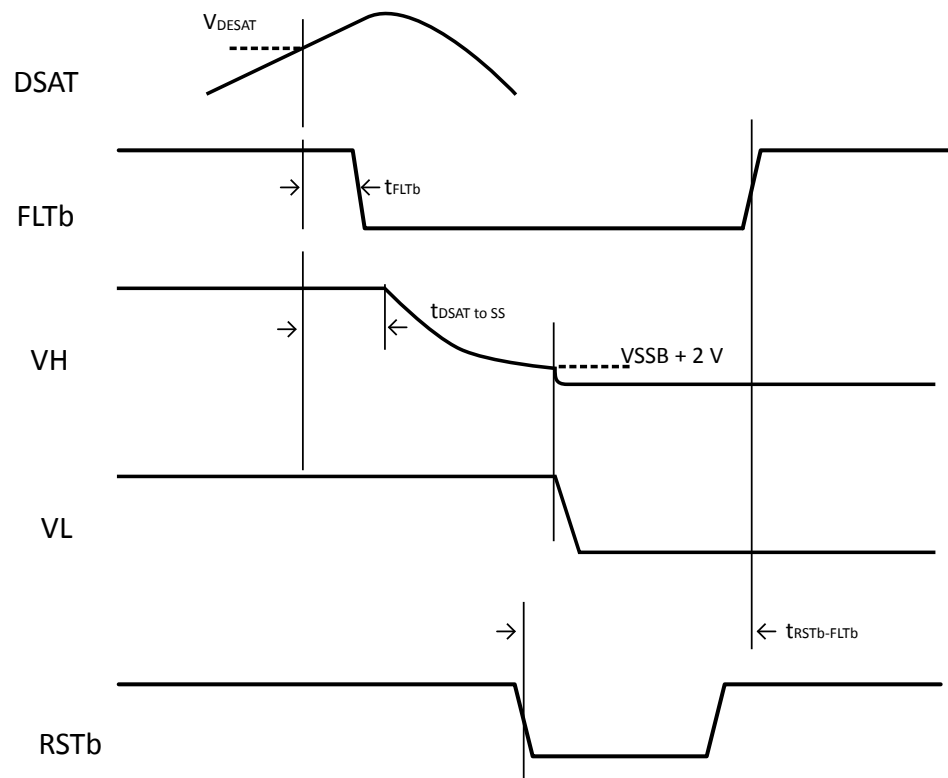 VDESAT
DSAT
tFLTb
FLTb
tDSAT to SS
VSSB + 2 V
VH
VL
tRSTb-FLTb
RSTb